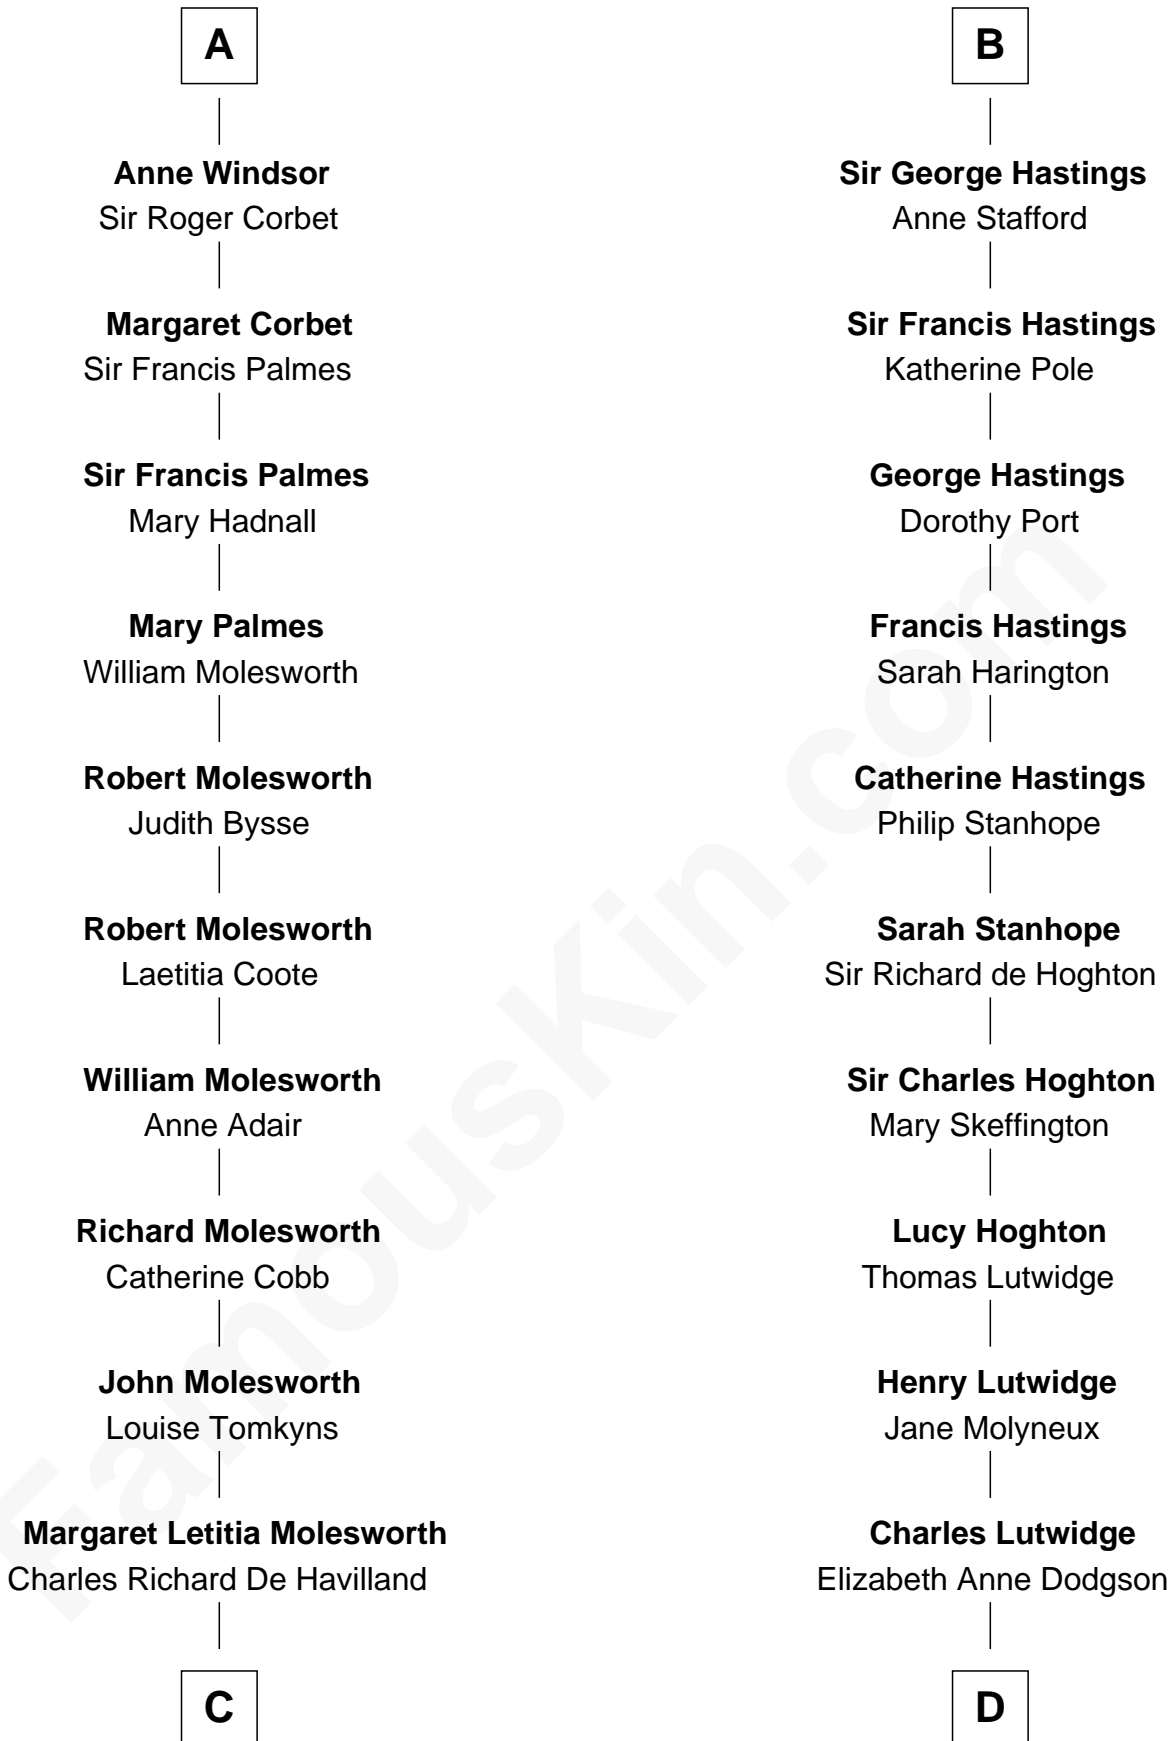 A
Anne Windsor
Sir Roger Corbet
Margaret Corbet
Sir Francis Palmes
Sir Francis Palmes
Mary Hadnall
Mary Palmes
William Molesworth
Robert Molesworth
Judith Bysse
Robert Molesworth
Laetitia Coote
William Molesworth
Anne Adair
Richard Molesworth
Catherine Cobb
John Molesworth
Louise Tomkyns
Margaret Letitia Molesworth
Charles Richard De Havilland
C
B
Sir George Hastings
Anne Stafford
Sir Francis Hastings
Katherine Pole
George Hastings
Dorothy Port
Francis Hastings
Sarah Harington
Catherine Hastings
Philip Stanhope
Sarah Stanhope
Sir Richard de Hoghton
Sir Charles Hoghton
Mary Skeffington
Lucy Hoghton
Thomas Lutwidge
Henry Lutwidge
Jane Molyneux
Charles Lutwidge
Elizabeth Anne Dodgson
D
FamousKin.com